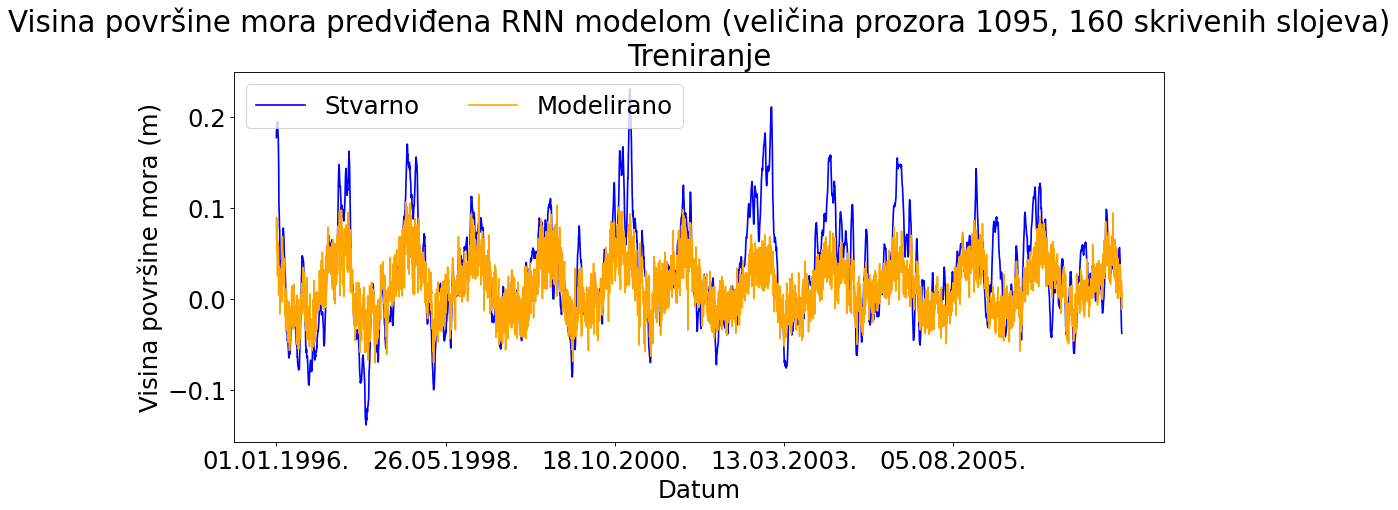 Visina površine mora predviđena RNN modelom (veličina prozora 1095, 160 skrivenih slojeva)
Treniranje
Stvarno
Modelirano
Visina površine mora (m)
0.2
0.1
0.0
−0.1
01.01.1996.
26.05.1998.
18.10.2000.
13.03.2003.
05.08.2005.
Datum